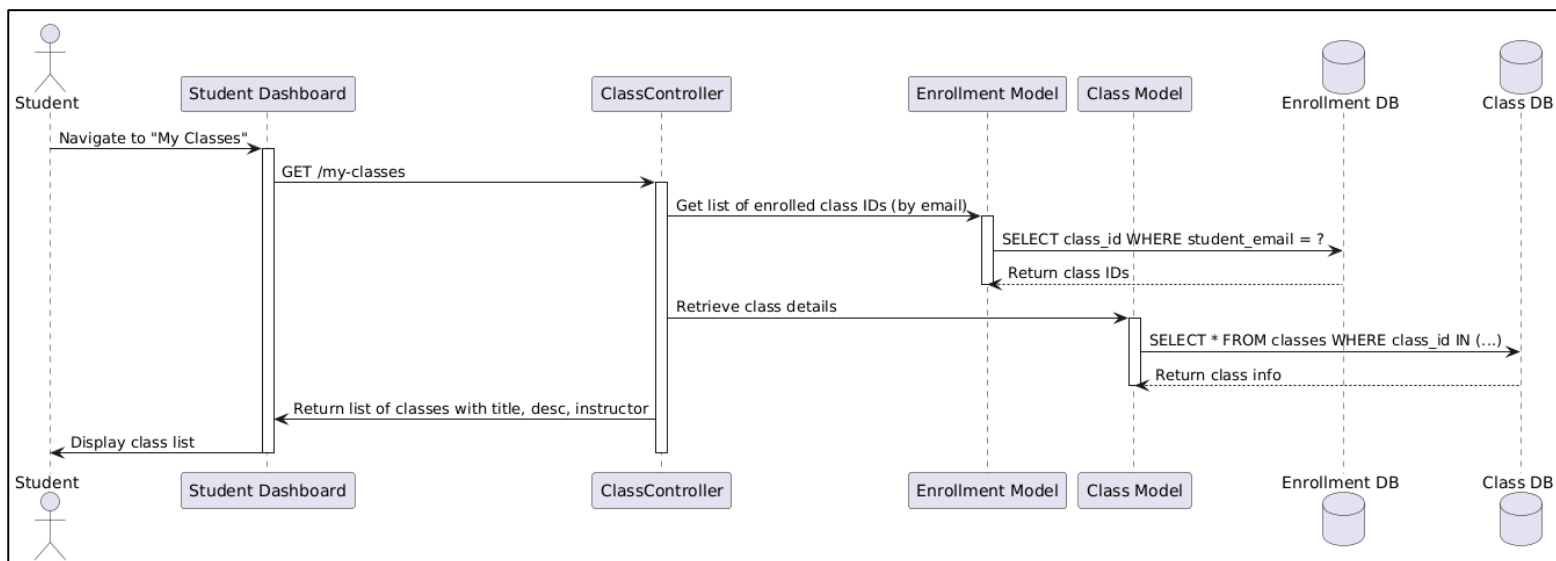 Student
Student Dashboard
ClassController
Enrollment Model
Class Model
Enrollment DB
Class DB
Navigate to "My Classes"
GET /my-classes
Get list of enrolled class IDs (by email)
SELECT class_id WHERE student_email = ?
Return class IDs
Retrieve class details
SELECT * FROM classes WHERE class_id IN (...)
Return class info
Return list of classes with title, desc, instructor
Display class list
Student
Student Dashboard
ClassController
Enrollment Model
Class Model
Enrollment DB
Class DB